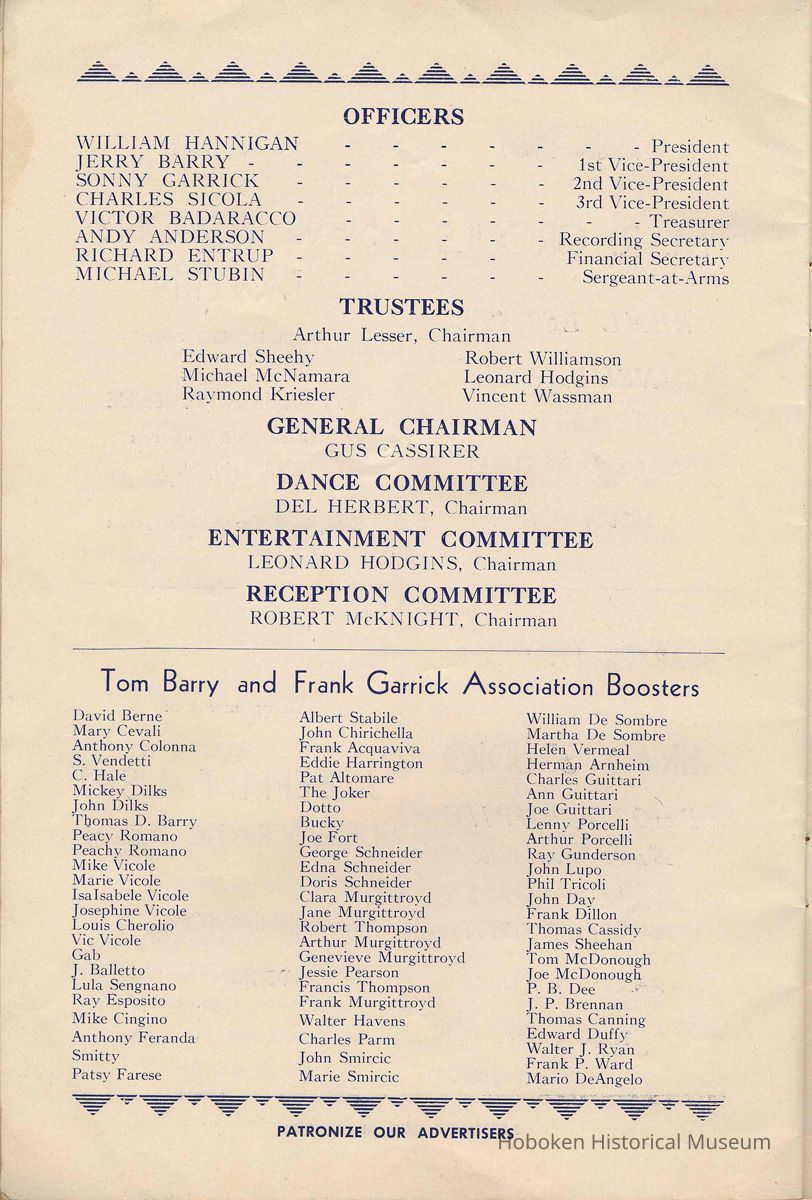 OFFICERS
WILLIAM HANNIGAN - - - - - - - President
JERRY BARRY - - - - - - - 1st Vice-President
SONNY GARRICK - - - - - - 2nd Vice-President
CHARLES SICOLA - - - - - - 3rd Vice-President
VICTOR BADARACCO - - - - - - - Treasurer
ANDY ANDERSON - - - - - - Recording Secretary
RICHARD ENTRUP - - - - - Financial Secretary
MICHAEL STUBIN - - - - - - Sergeant-at-Arms
TRUSTEES
Arthur Lesser, Chairman
Edward Sheehy Robert Williamson
Michael McNamara Leonard Hodgins
Raymond Kriesler Vincent Wassman
GENERAL CHAIRMAN
GUS CASSIRER
DANCE COMMITTEE
DEL HERBERT, Chairman
ENTERTAINMENT COMMITTEE
LEONARD HODGINS, Chairman
RECEPTION COMMITTEE
ROBERT McKNIGHT, Chairman
Tom Barry and Frank Garrick Association Boosters
David Berne
Mary Cevali
Anthony Colonna
S. Vendetti
C. Hale
Mickey Dilks
John Dilks
Thomas D. Barry
Peacy Romano
Peachy Romano
Mike Vicole
Marie Vicole
IsaIsabele Vicole
Josephine Vicole
Louis Cherolio
Vic Vicole
Gab
J. Balletto
Lula Sengnano
Ray Esposito
Mike Cingino
Anthony Feranda
Smitty
Patsy Farese
Albert Stabile
John Chirichella
Frank Acquaviva
Eddie Harrington
Pat Altomare
The Joker
Dotto
Bucky
Joe Fort
George Schneider
Edna Schneider
Doris Schneider
Clara Murgittroyd
Jane Murgittroyd
Robert Thompson
Arthur Murgittroyd
Genevieve Murgittroyd
Jessie Pearson
Francis Thompson
Frank Murgittroyd
Walter Havens
Charles Parm
John Smircic
Marie Smircic
William De Sombre
Martha De Sombre
Helen Vermeal
Herman Arnheim
Charles Guittari
Ann Guittari
Joe Guittari
Lenny Porcelli
Arthur Porcelli
Ray Gunderson
John Lupo
Phil Tricoli
John Day
Frank Dillon
Thomas Cassidy
James Sheehan
Tom McDonough
Joe McDonough
P. B. Dee
J. P. Brennan
Thomas Canning
Edward Duffy
Walter J. Ryan
Frank P. Ward
Mario DeAngelo
PATRONIZE OUR ADVERTISERS
Hoboken Historical Museum